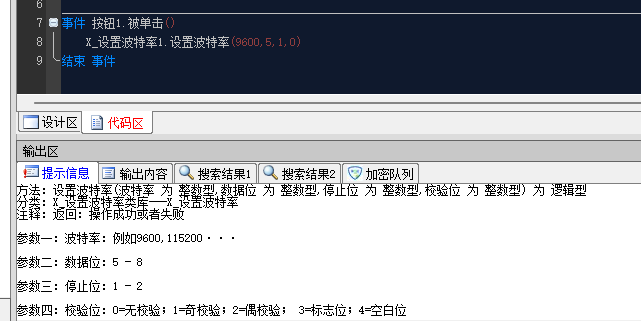 6
7 事件 按钮1.被单击()
8 X_设置波特率1.设置波特率(9600,5,1,0)
9 结束 事件
设计区 代码区
输出区
提示信息 输出内容 搜索结果1 搜索结果2 加密队列
方法: 设置波特率(波特率 为 整数型,数据位 为 整数型,停止位 为 整数型,校验位 为 整数型) 为 逻辑型
分类: X_设置波特率类库——X_设置波特率
注释: 返回: 操作成功或者失败
参数一: 波特率: 例如9600,115200···
参数二: 数据位: 5 - 8
参数三: 停止位: 1 - 2
参数四: 校验位: 0=无校验; 1=奇校验; 2=偶校验; 3=标志位; 4=空白位